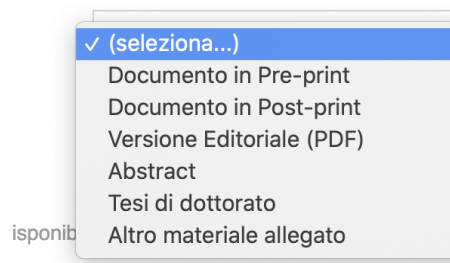 ✓ (seleziona...)
Documento in Pre-print
Documento in Post-print
Versione Editoriale (PDF)
Abstract
Tesi di dottorato
isponib
Altro materiale allegato